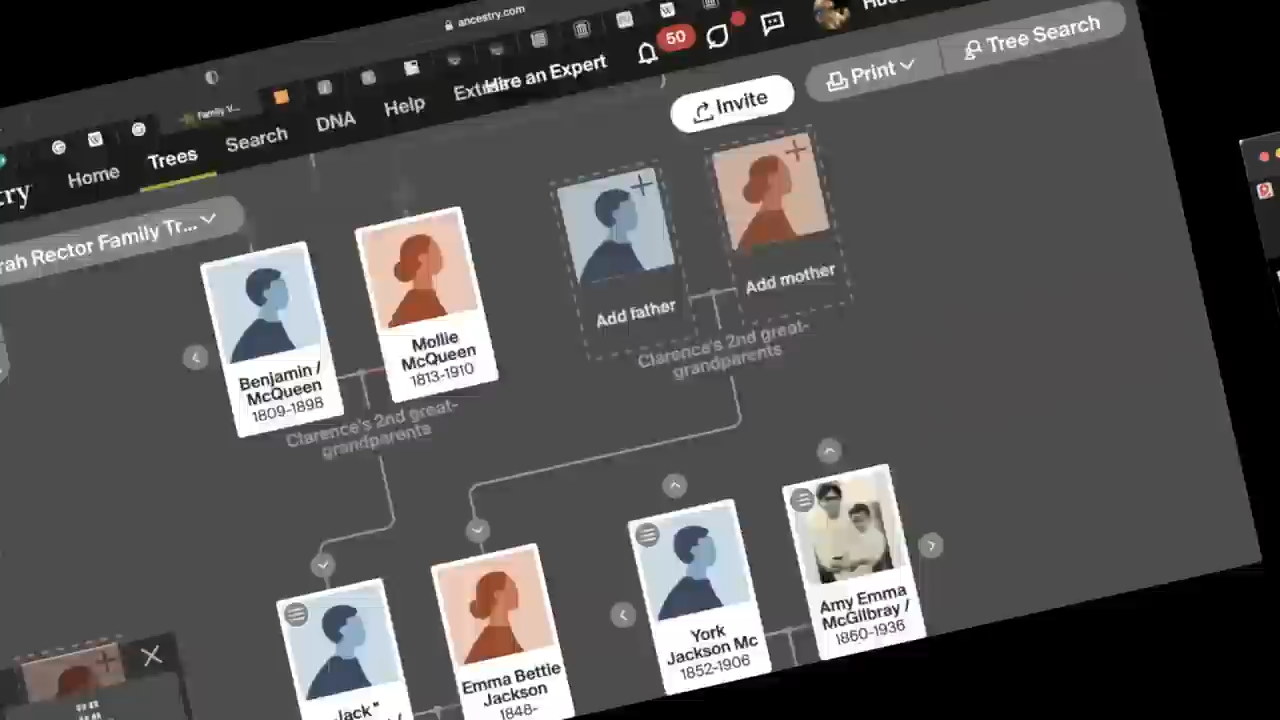 ancestry.com
50
Family V...
Home
Trees
Search
DNA
Help
Hire an Expert
Invite
Print
Tree Search
rah Rector Family Tr...
Benjamin /
McQueen
1809-1898
Mollie
McQueen
1813-1910
Clarence's 2nd great-
grandparents
Add father
Add mother
Clarence's 2nd great-
grandparents
Jack"
Emma Bettie
Jackson
1848-
York
Jackson Mc
1852-1906
Amy Emma
McGilbray /
1860-1936